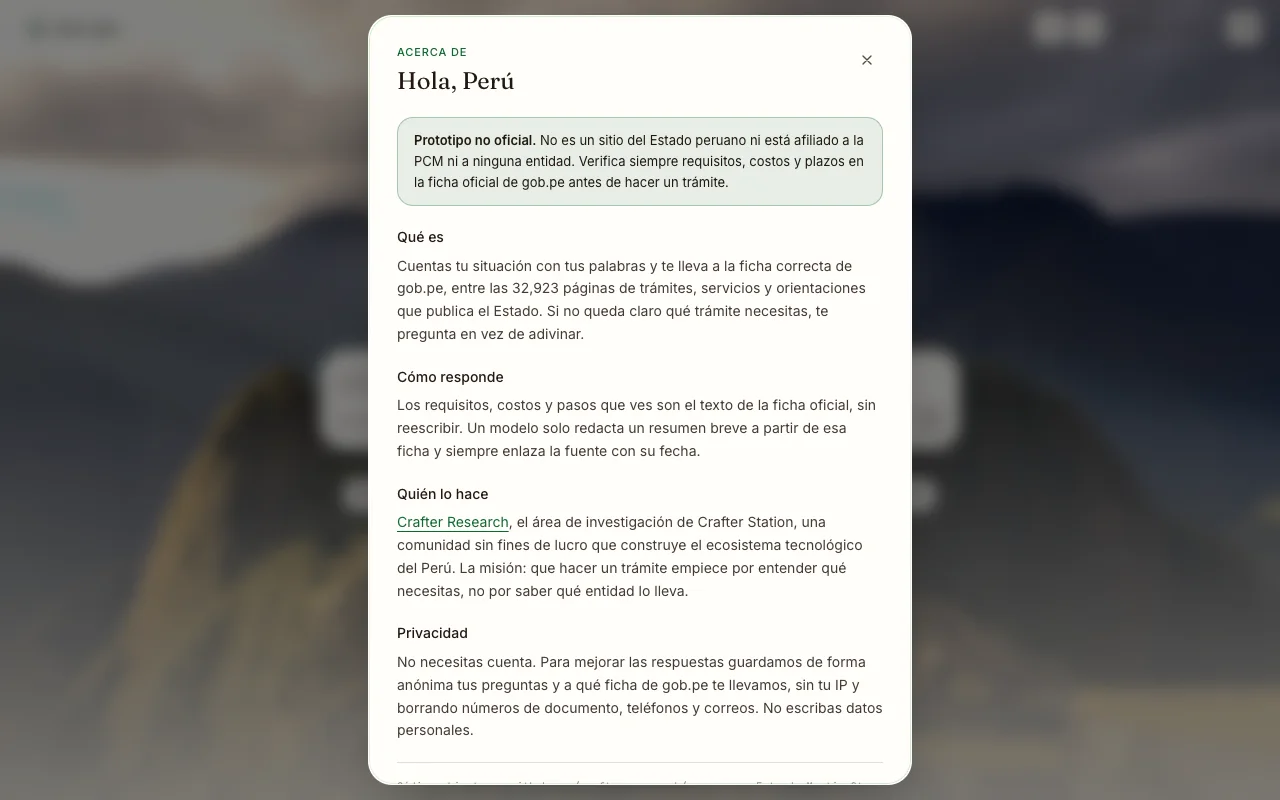 ACERCA DE
Hola, Perú
Prototipo no oficial. No es un sitio del Estado peruano ni está afiliado a la
PCM ni a ninguna entidad. Verifica siempre requisitos, costos y plazos en
la ficha oficial de gob.pe antes de hacer un trámite.
Qué es
Cuentas tu situación con tus palabras y te lleva a la ficha correcta de
gob.pe, entre las 32,923 páginas de trámites, servicios y orientaciones
que publica el Estado. Si no queda claro qué trámite necesitas, te
pregunta en vez de adivinar.
Cómo responde
Los requisitos, costos y pasos que ves son el texto de la ficha oficial, sin
reescribir. Un modelo solo redacta un resumen breve a partir de esa
ficha y siempre enlaza la fuente con su fecha.
Quién lo hace
Crafter Research, el área de investigación de Crafter Station, una
comunidad sin fines de lucro que construye el ecosistema tecnológico
del Perú. La misión: que hacer un trámite empiece por entender qué
necesitas, no por saber qué entidad lo lleva.
Privacidad
No necesitas cuenta. Para mejorar las respuestas guardamos de forma
anónima tus preguntas y a qué ficha de gob.pe te llevamos, sin tu IP y
borrando números de documento, teléfonos y correos. No escribas datos
personales.